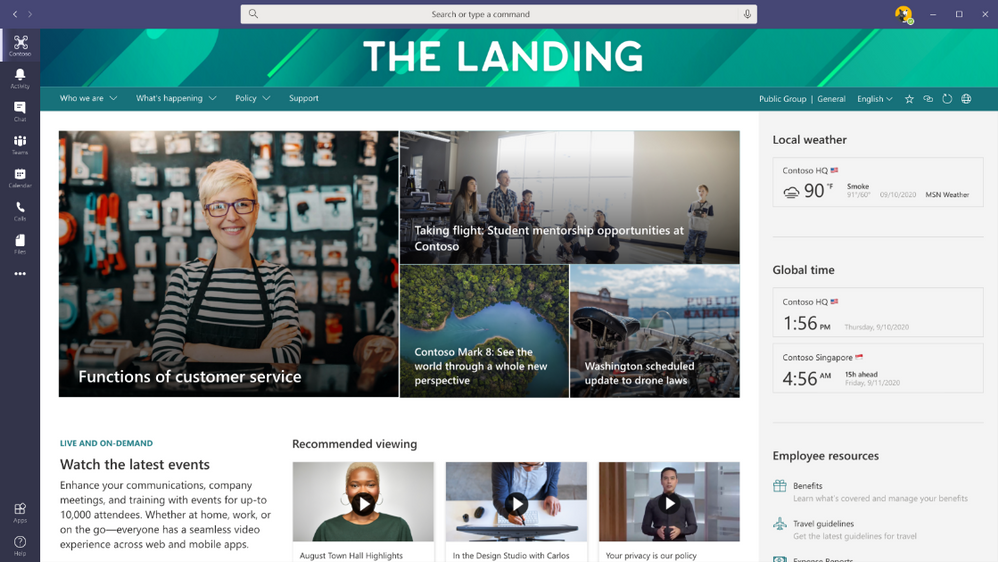 Search or type a command
Contoso
Activity
Chat
Teams
Calendar
Calls
Files
Apps
Help
THE LANDING
Who we are
What's happening
Policy
Support
Public Group | General
English
Functions of customer service
Taking flight: Student mentorship opportunities at
Contoso
Contoso Mark 8: See the
world through a whole new
perspective
Washington scheduled
update to drone laws
LIVE AND ON-DEMAND
Watch the latest events
Enhance your communications, company
meetings, and training with events for up-to
10,000 attendees. Whether at home, work, or
on the go—everyone has a seamless video
experience across web and mobile apps.
Recommended viewing
August Town Hall Highlights
In the Design Studio with Carlos
Your privacy is our policy
Local weather
Contoso HQ
90 °F
Smoke
91°/60°
09/10/2020
MSN Weather
Global time
Contoso HQ
1:56 PM
Thursday, 9/10/2020
Contoso Singapore
4:56 AM
15h ahead
Friday, 9/11/2020
Employee resources
Benefits
Learn what's covered and manage your benefits
Travel guidelines
Get the latest guidelines for travel
Expense Reports